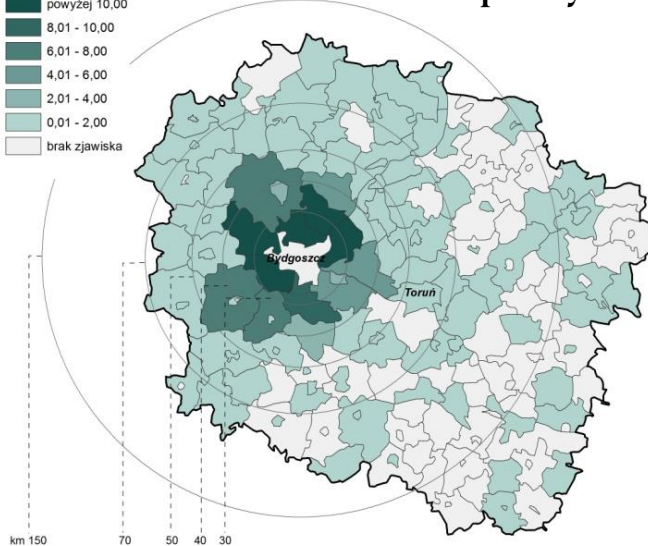 powyżej 10,00
8,01 - 10,00
6,01 - 8,00
4,01 - 6,00
2,01 - 4,00
0,01 - 2,00
brak zjawiska
Bydgoszcz
Toruń
km 150
70
50
40
30